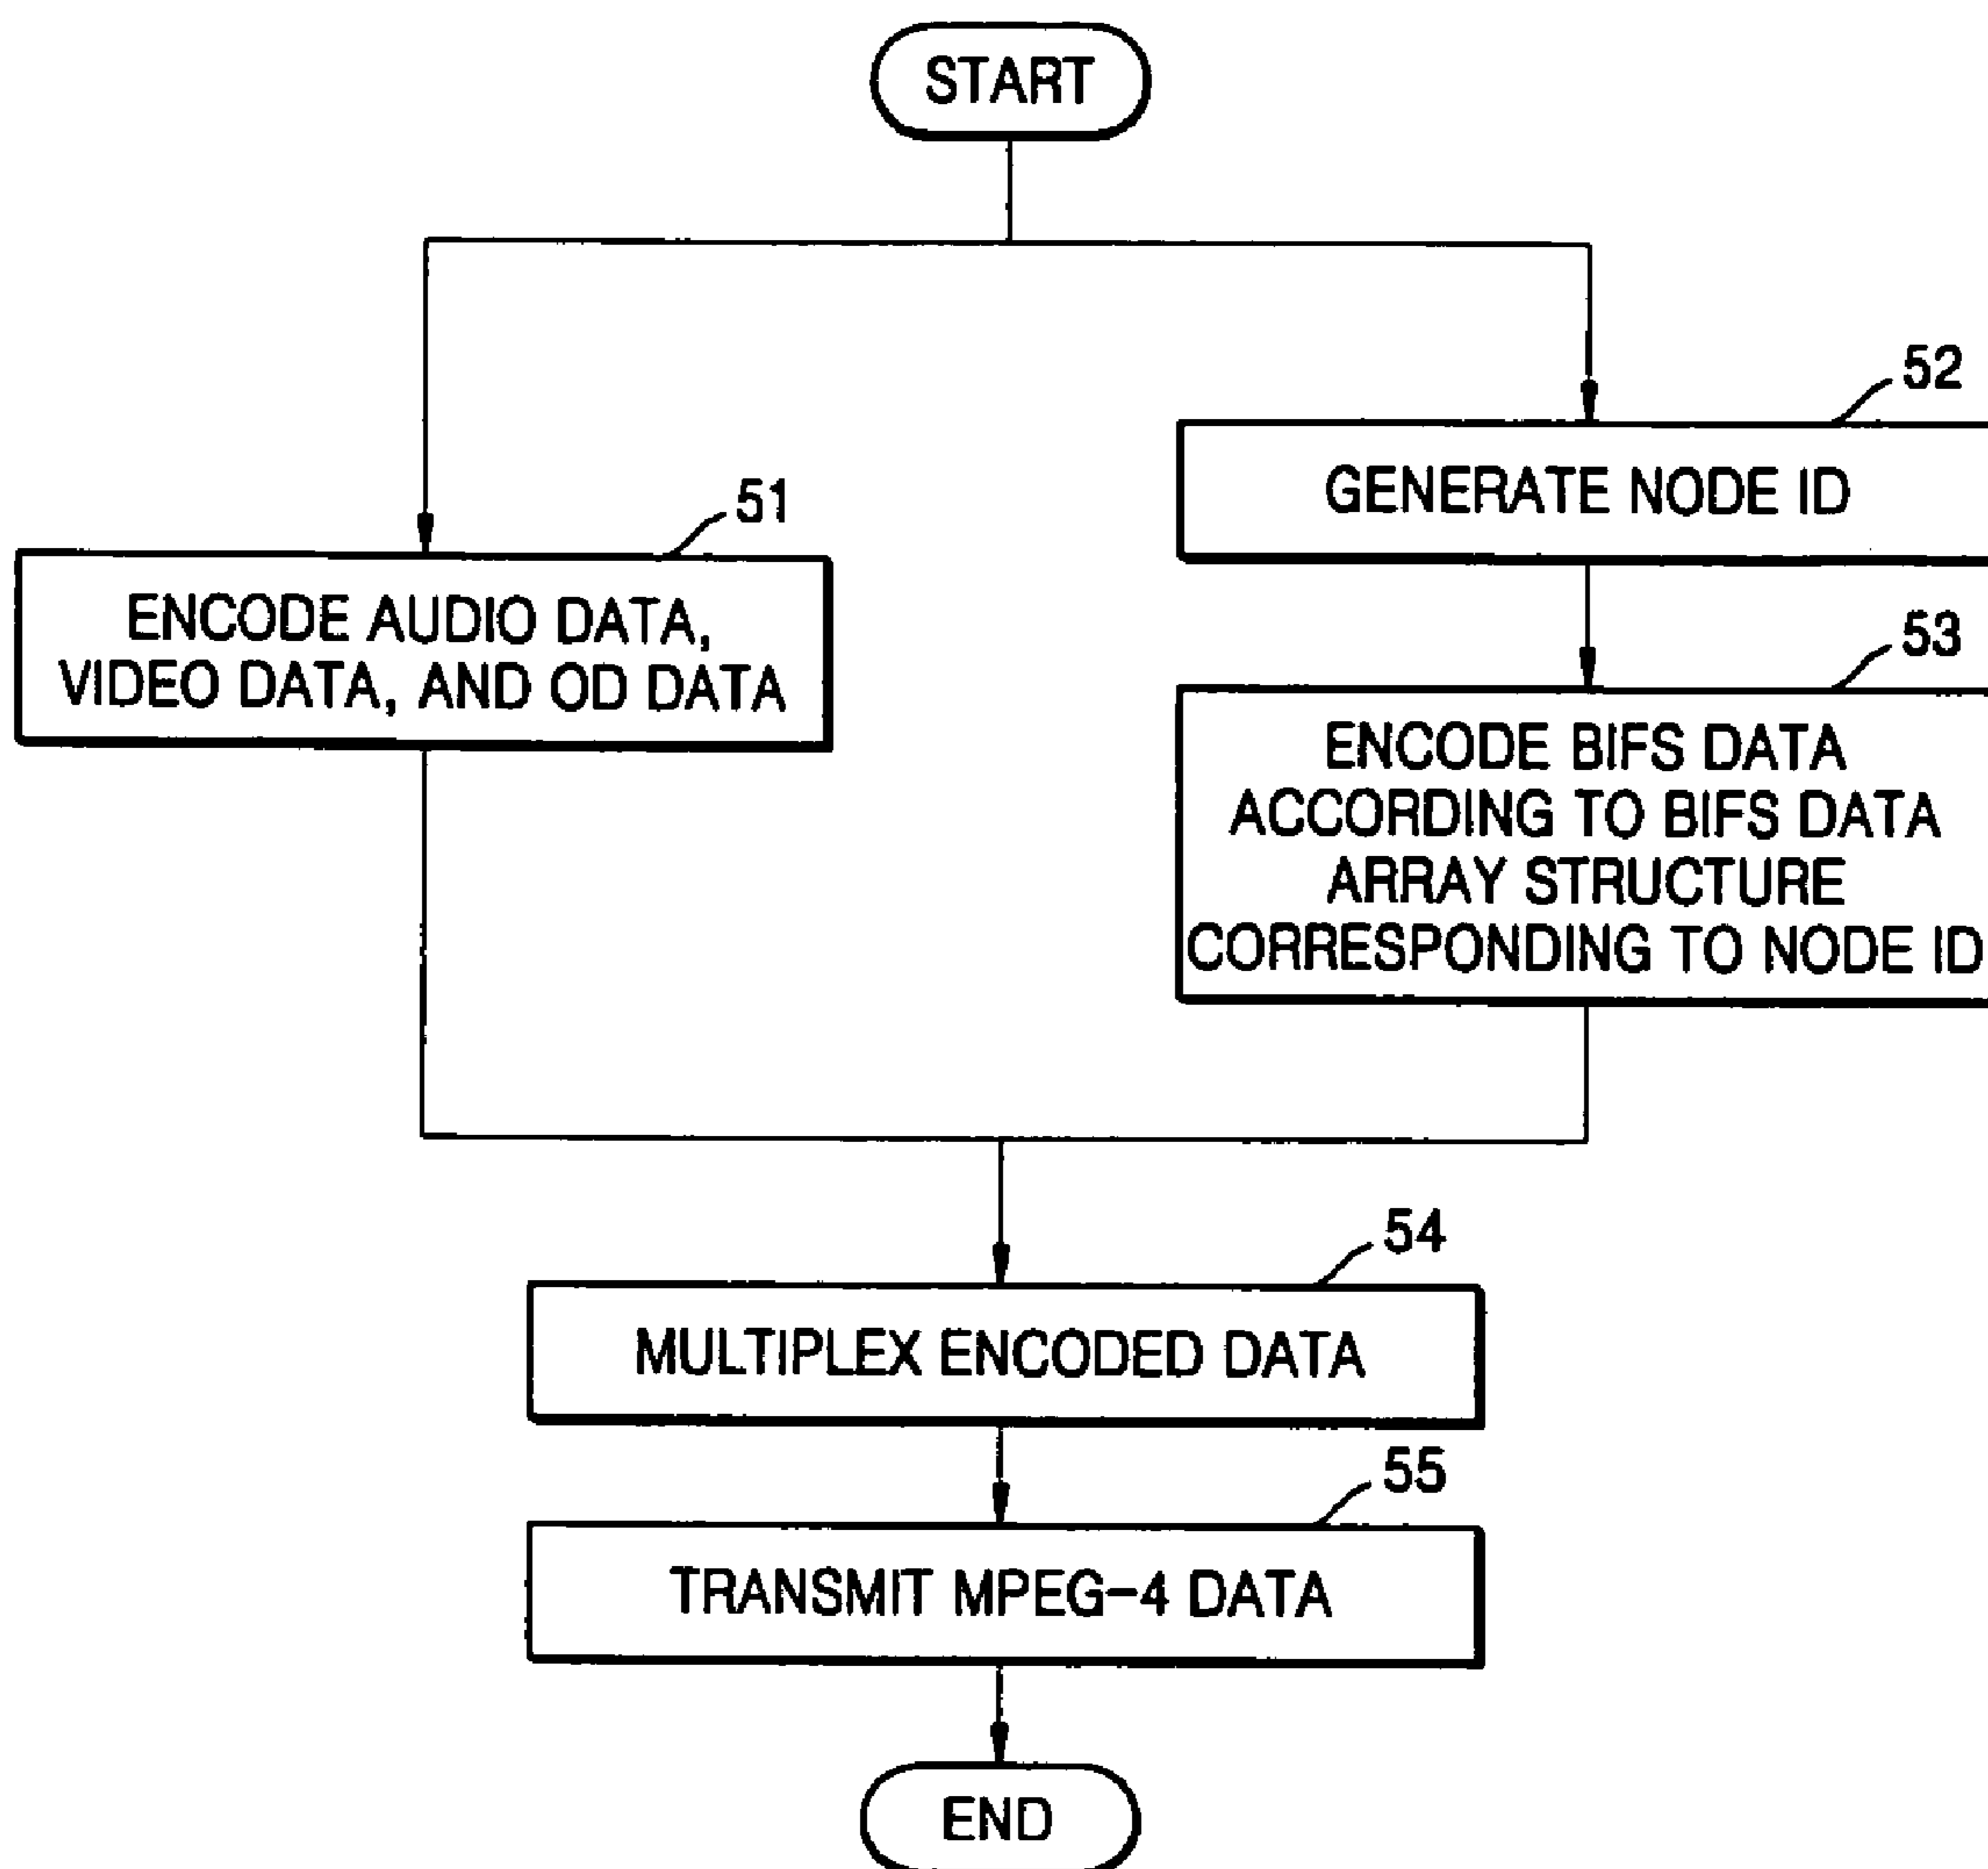 START
52
GENERATE NODE ID
51
ENCODE AUDIO DATA,
VIDEO DATA, AND OD DATA
53
ENCODE BIFS DATA
ACCORDING TO BIFS DATA
ARRAY STRUCTURE
CORRESPONDING TO NODE ID
54
MULTIPLEX ENCODED DATA
55
TRANSMIT MPEG-4 DATA
END